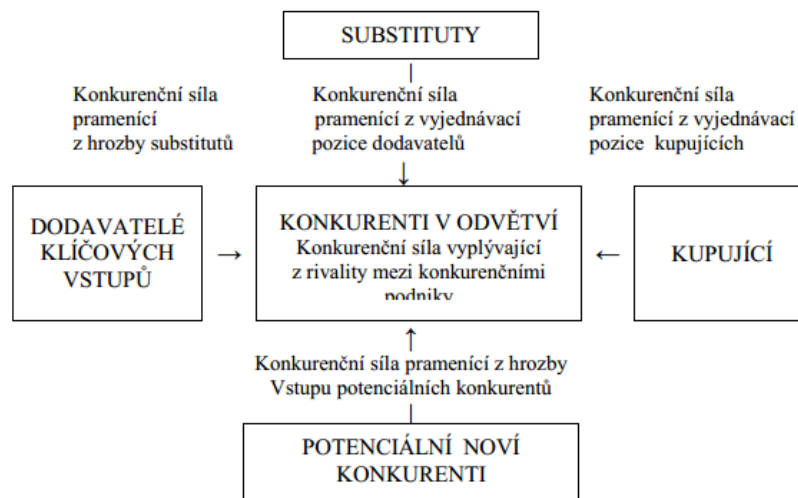 SUBSTITUTY
Konkurenční síla
pramenící
z hrozby substitutů
Konkurenční síla
pramenící z vyjednávací
pozice dodavatelů
Konkurenční síla
pramenící z vyjednávací
pozice kupujících
DODAVATELÉ
KLÍČOVÝCH
VSTUPŮ
KONKURENTI V ODVĚTVÍ
Konkurenční síla vyplývající
z rivality mezi konkurenčními
podniky
KUPUJÍCÍ
Konkurenční síla pramenící z hrozby
Vstupu potenciálních konkurentů
POTENCIÁLNÍ NOVÍ
KONKURENTI